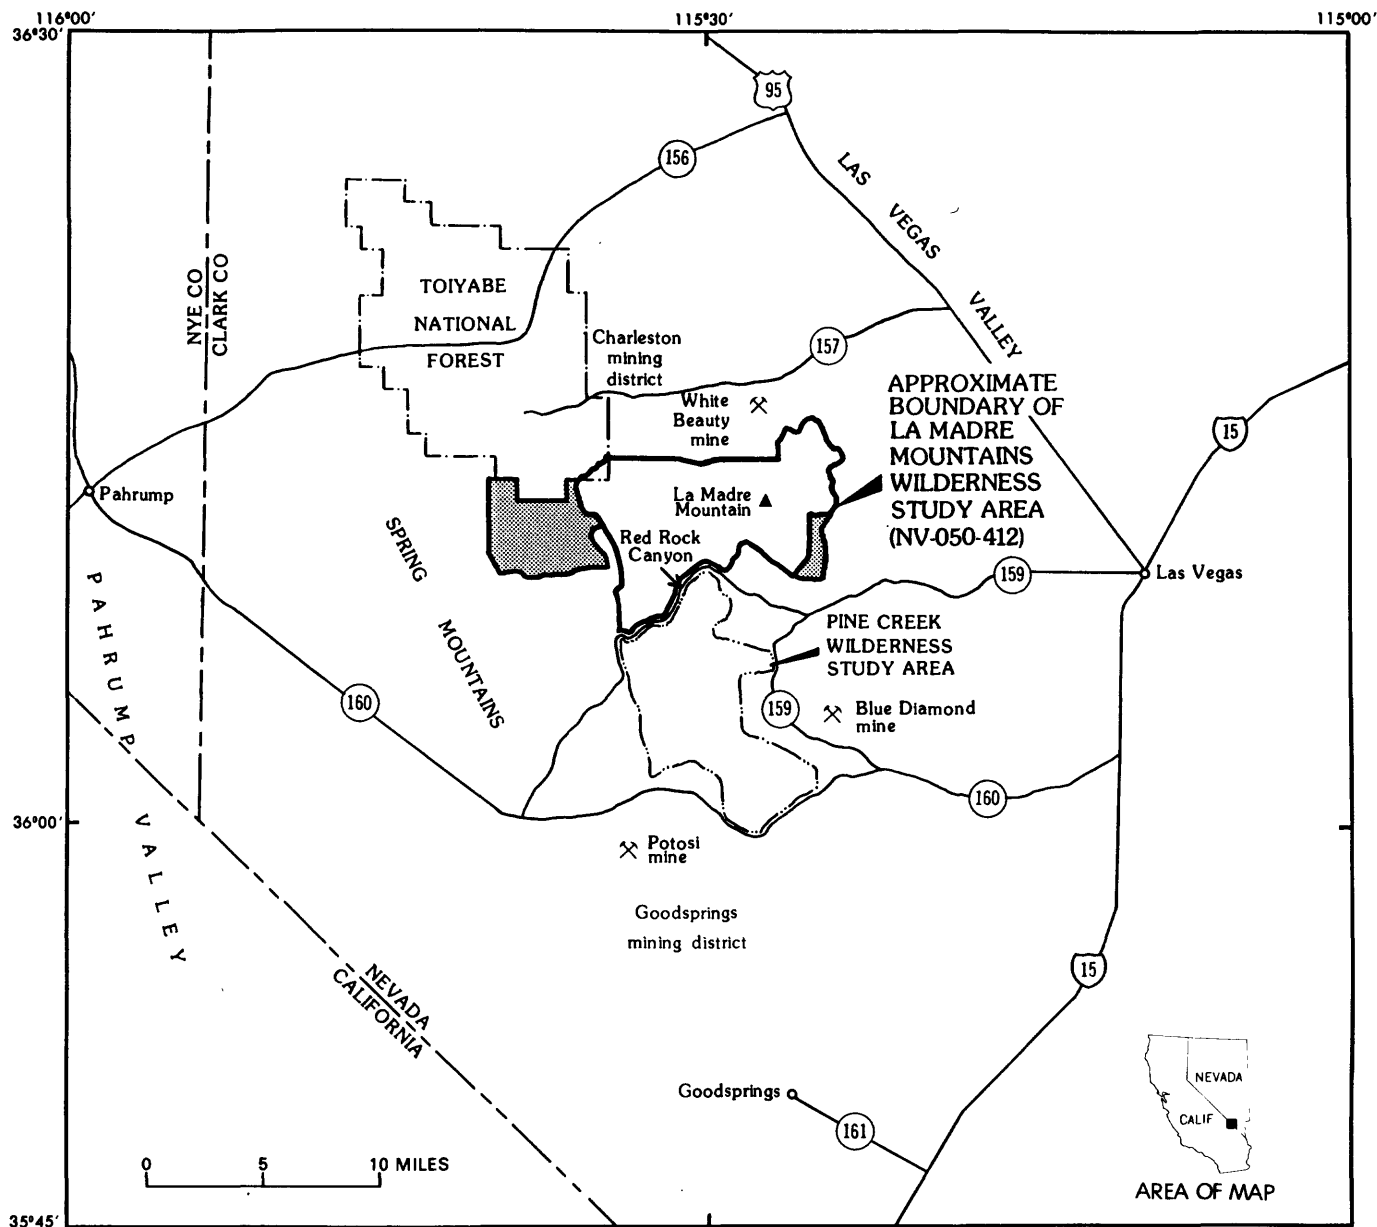 116°00'
115°30'
115°00'
36°30'
95
156
LAS VEGAS VALLEY
NYE CO
CLARK CO
TOIYABE
NATIONAL
FOREST
Charleston
mining
district
157
White
Beauty
mine
APPROXIMATE
BOUNDARY OF
LA MADRE
MOUNTAINS
WILDERNESS
STUDY AREA
(NV-050-412)
15
Pahrump
La Madre
Mountain
SPRING MOUNTAINS
Red Rock
Canyon
159
Las Vegas
PINE CREEK
WILDERNESS
STUDY AREA
PAHRUMP VALLEY
160
159
Blue Diamond
mine
160
36°00'
Potosi
mine
Goodsprings
mining district
15
NEVADA
CALIFORNIA
Goodsprings
161
NEVADA
CALIF
AREA OF MAP
0 5 10 MILES
35°45'